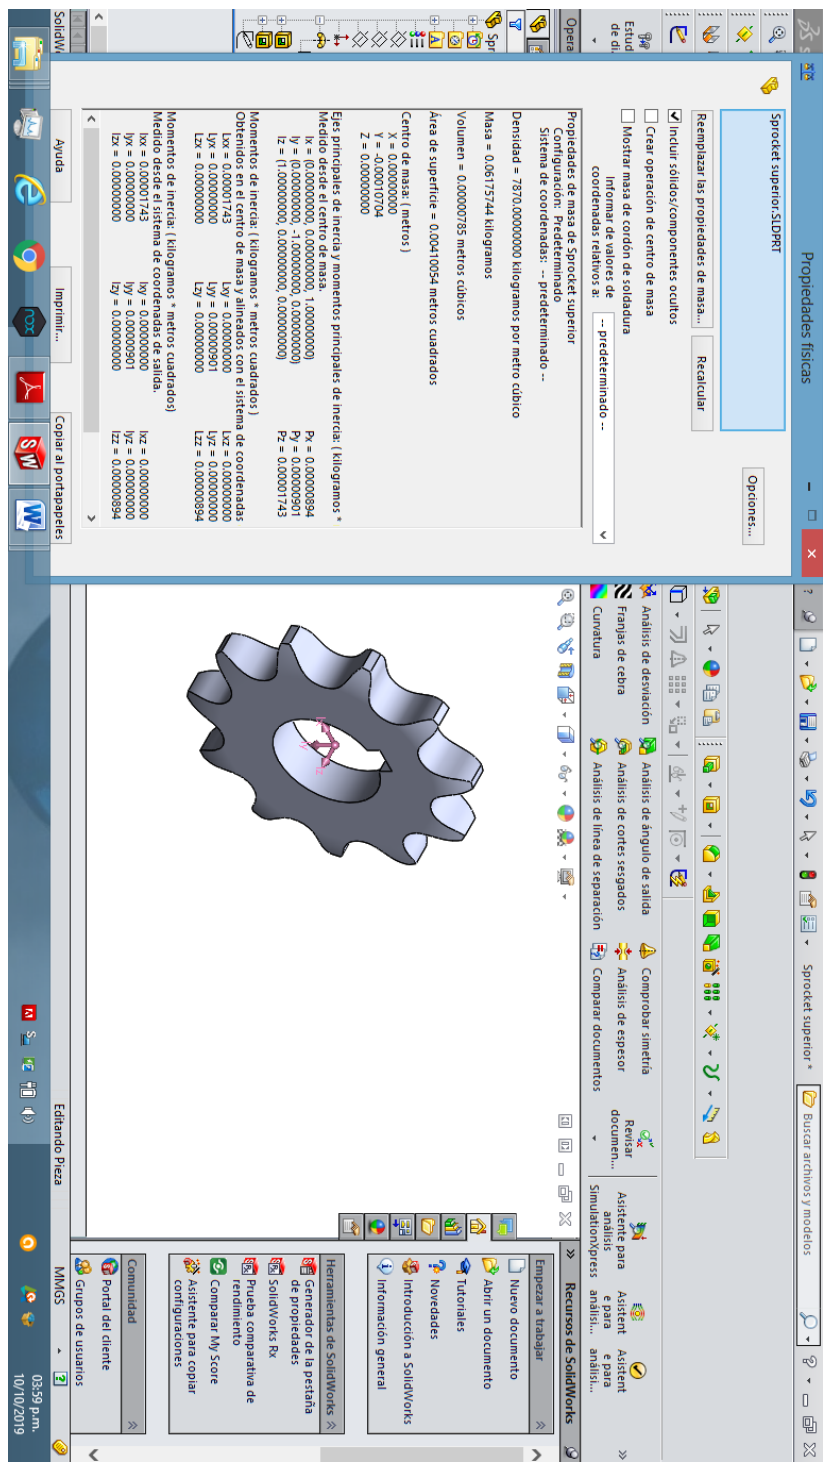 Propiedades físicas
Sprocket superior.SLDPRT
Opciones...
Reemplazar las propiedades de masa...
Recalcular
Incluir sólidos/componentes ocultos
Crear operación de centro de masa
Mostrar masa de cordón de soldadura
Informar de valores de
coordenadas relativos a:
-- predeterminado --
Propiedades de masa de Sprocket superior
Configuración: Predeterminado
Sistema de coordenadas: -- predeterminado --
Densidad = 7870.00000000 kilogramos por metro cúbico
Masa = 0.06175744 kilogramos
Volumen = 0.00000785 metros cúbicos
Área de superficie = 0.00410054 metros cuadrados
Centro de masa: ( metros )
X = 0.00000000
Y = -0.00010704
Z = 0.00000000
Ejes principales de inercia y momentos principales de inercia: ( kilogramos *
Medido desde el centro de masa.
Ix = (0.00000000, 0.00000000, 1.00000000) Px = 0.00000894
Iy = (0.00000000, -1.00000000, 0.00000000) Py = 0.00000901
Iz = (1.00000000, 0.00000000, 0.00000000) Pz = 0.00001743
Momentos de inercia: ( kilogramos * metros cuadrados )
Obtenidos en el centro de masa y alineados con el sistema de coordenadas
Lxx = 0.00001743 Lxy = 0.00000000 Lxz = 0.00000000
Lyx = 0.00000000 Lyy = 0.00000901 Lyz = 0.00000000
Lzx = 0.00000000 Lzy = 0.00000000 Lzz = 0.00000894
Momentos de inercia: ( kilogramos * metros cuadrados)
Medido desde el sistema de coordenadas de salida.
Ixx = 0.00001743 Ixy = 0.00000000 Ixz = 0.00000000
Iyx = 0.00000000 Iyy = 0.00000901 Iyz = 0.00000000
Izx = 0.00000000 Izy = 0.00000000 Izz = 0.00000894
Ayuda
Imprimir...
Copiar al portapapeles
Estud
de di...
Opera
Spr
SolidW
Sprocket superior *
Buscar archivos y modelos
Análisis de desviación
Franjas de cebra
Curvatura
Análisis de ángulo de salida
Análisis de cortes sesgados
Análisis de línea de separación
Comprobar simetría
Análisis de espesor
Comparar documentos
Revisar
documen...
Asistente para
análisis
SimulationXpress
Asistent
e para
análisi...
Asistent
e para
análisi...
Recursos de SolidWorks
Empezar a trabajar
Nuevo documento
Abrir un documento
Tutoriales
Novedades
Introducción a SolidWorks
Información general
Herramientas de SolidWorks
Generador de la pestaña
de propiedades
SolidWorks Rx
Prueba comparativa de
rendimiento
Comparar My Score
Asistente para copiar
configuraciones
Comunidad
Portal del cliente
Grupos de usuarios
Editando Pieza
MMGS
03:59 p.m.
10/10/2019